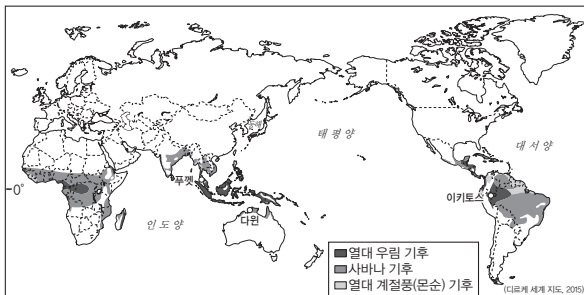 태평양
대서양
0°
푸껫
이키토스
인도양
다윈
열대 우림 기후
사바나 기후
열대 계절풍(몬순) 기후
(디르케 세계 지도, 2015)